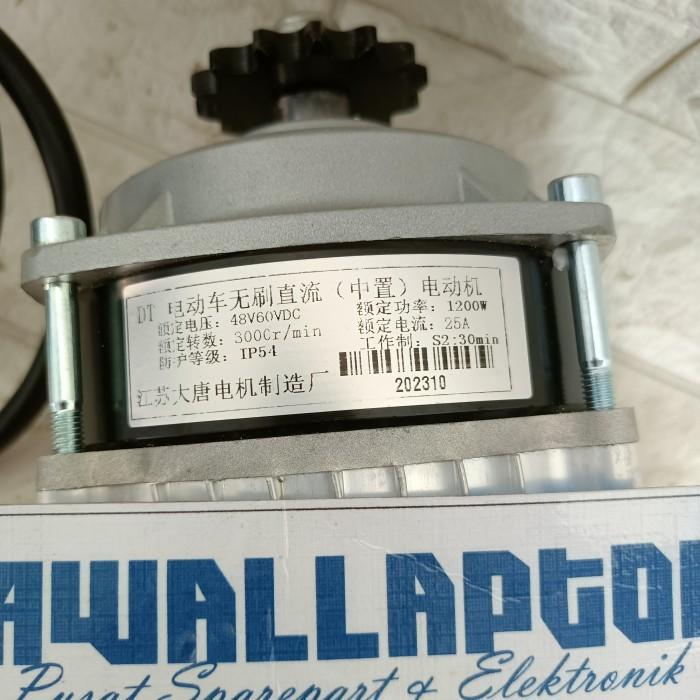 DT 电动车无刷直流（中置）电动机
额定电压: 48V60VDC 额定功率: 1200W
额定转数: 3000r/min 额定电流: 25A
防护等级: IP54 工作制: S2:30min
江苏大唐电机制造厂 202310
AWALLAPTO
Pusat Sparepart & Elektronik